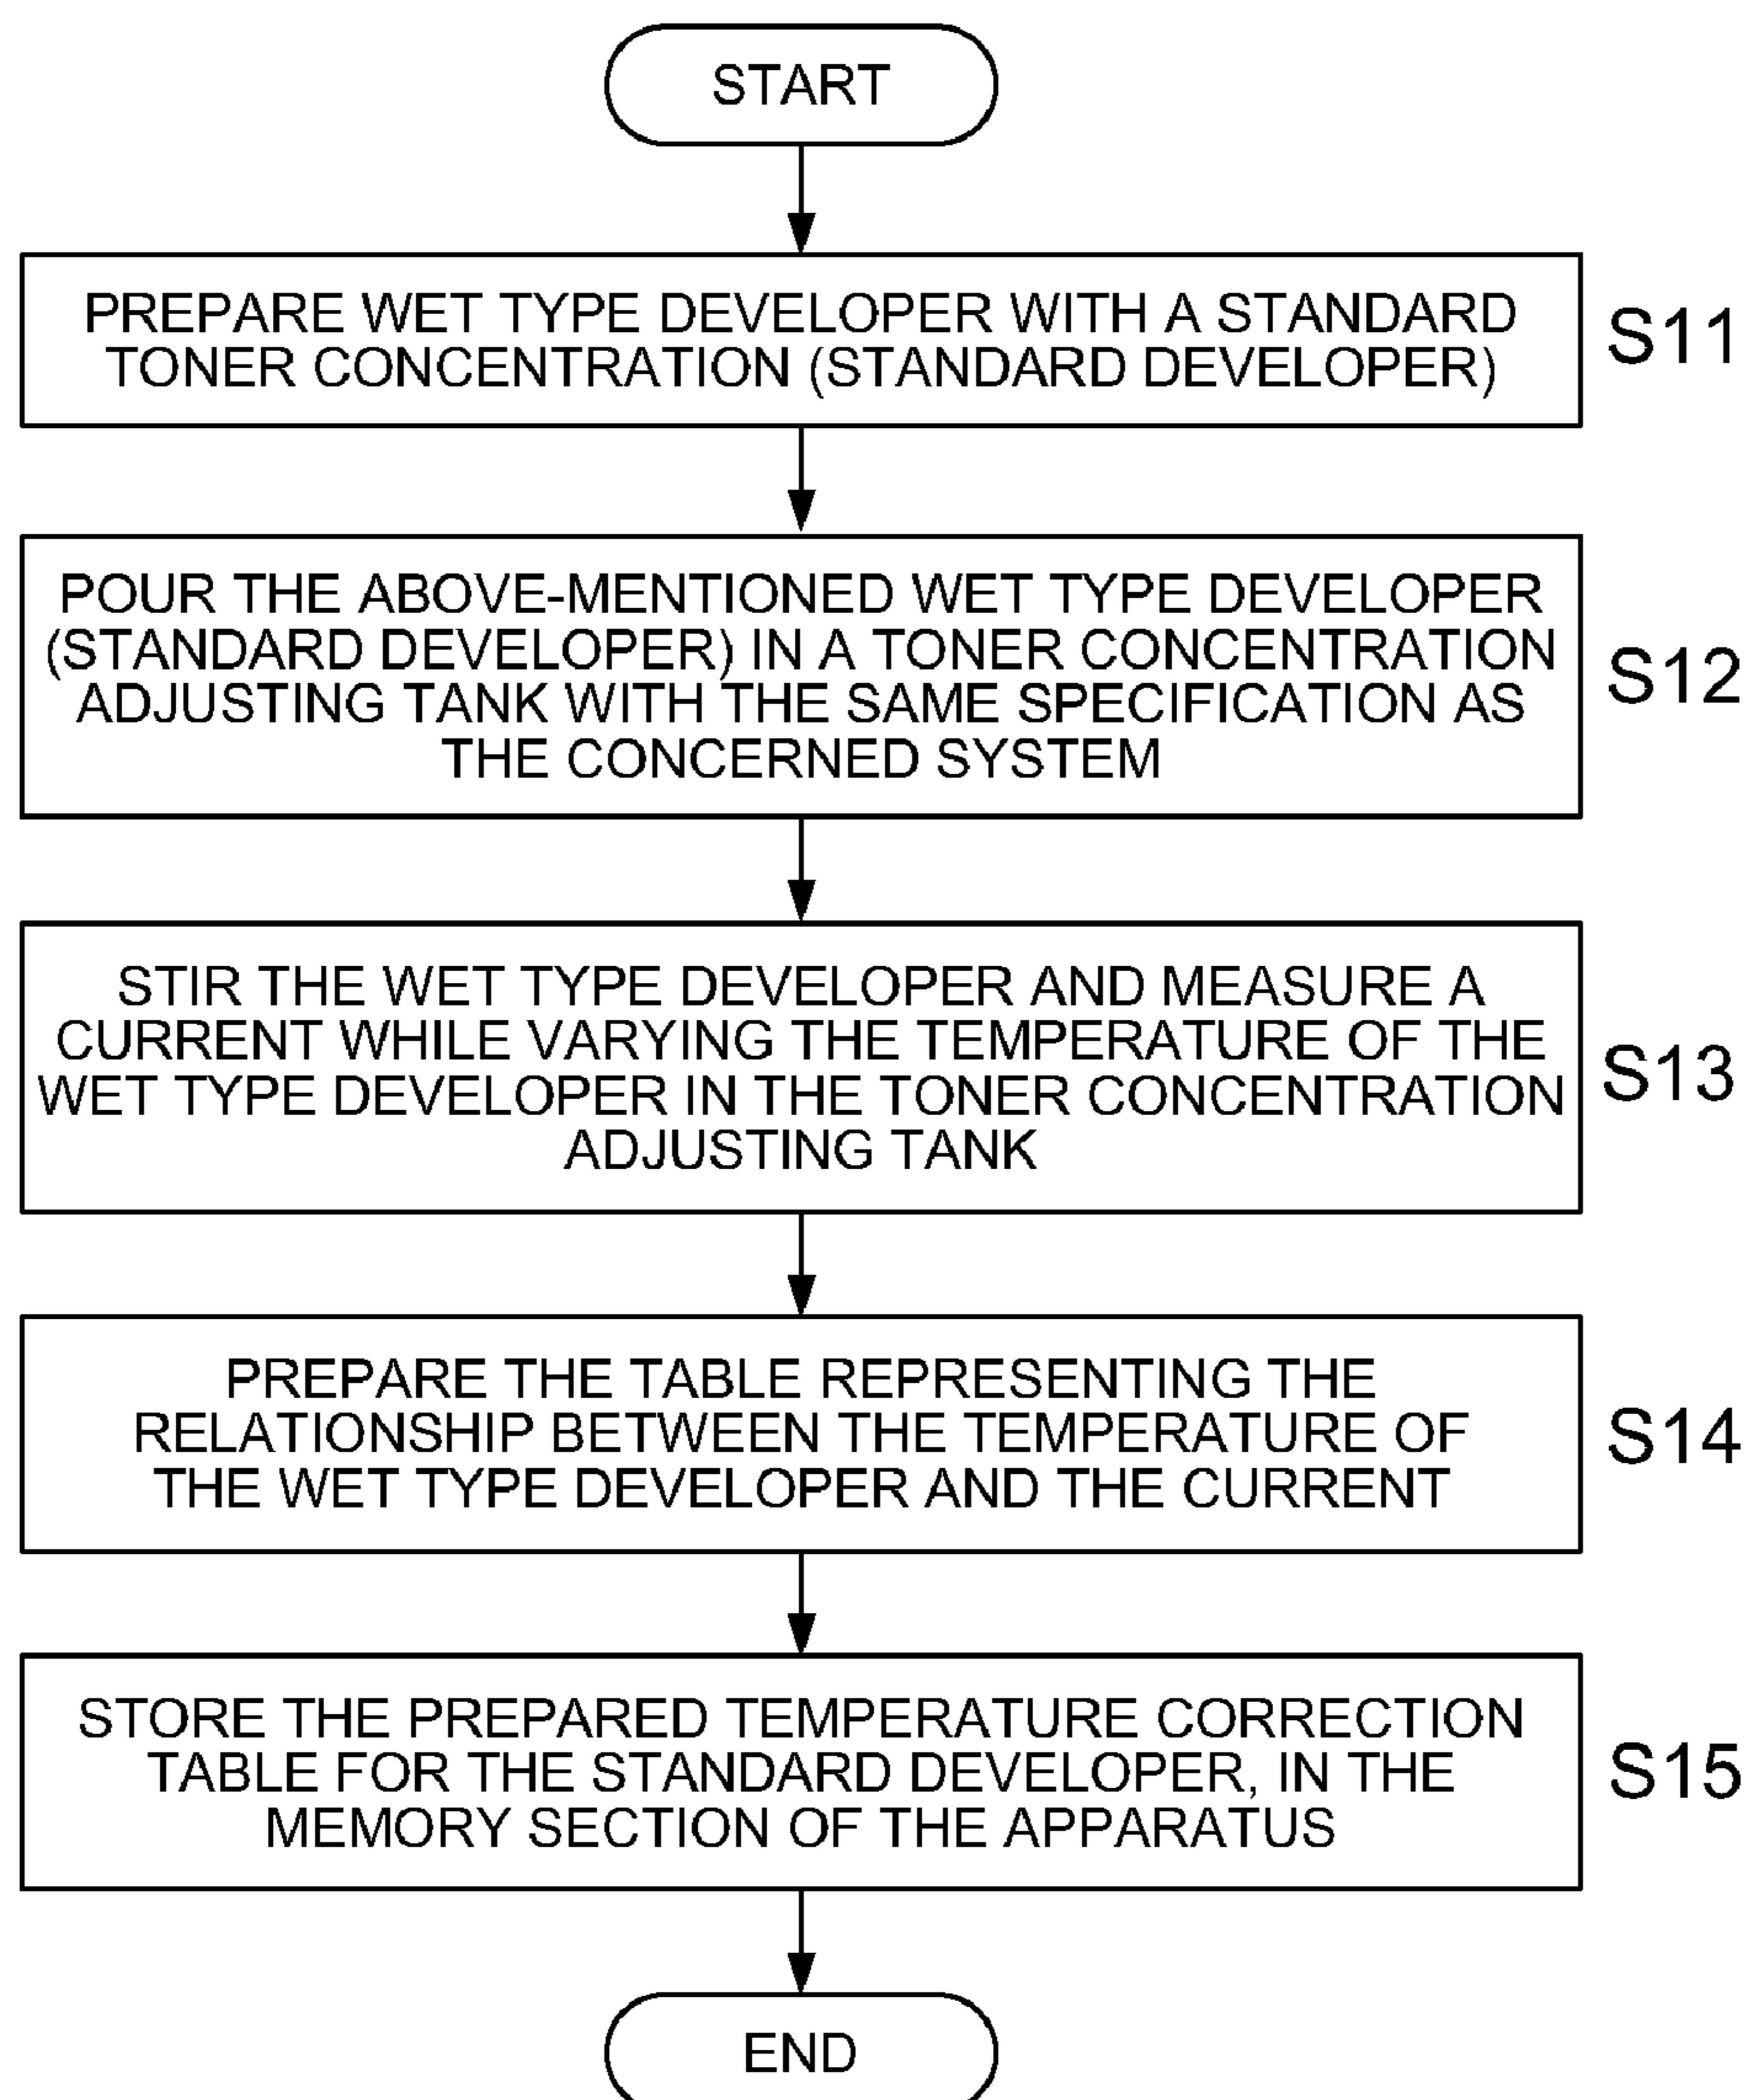 START
PREPARE WET TYPE DEVELOPER WITH A STANDARD
TONER CONCENTRATION (STANDARD DEVELOPER)
S11
POUR THE ABOVE-MENTIONED WET TYPE DEVELOPER
(STANDARD DEVELOPER) IN A TONER CONCENTRATION
ADJUSTING TANK WITH THE SAME SPECIFICATION AS
THE CONCERNED SYSTEM
S12
STIR THE WET TYPE DEVELOPER AND MEASURE A
CURRENT WHILE VARYING THE TEMPERATURE OF THE
WET TYPE DEVELOPER IN THE TONER CONCENTRATION
ADJUSTING TANK
S13
PREPARE THE TABLE REPRESENTING THE
RELATIONSHIP BETWEEN THE TEMPERATURE OF
THE WET TYPE DEVELOPER AND THE CURRENT
S14
STORE THE PREPARED TEMPERATURE CORRECTION
TABLE FOR THE STANDARD DEVELOPER, IN THE
MEMORY SECTION OF THE APPARATUS
S15
END